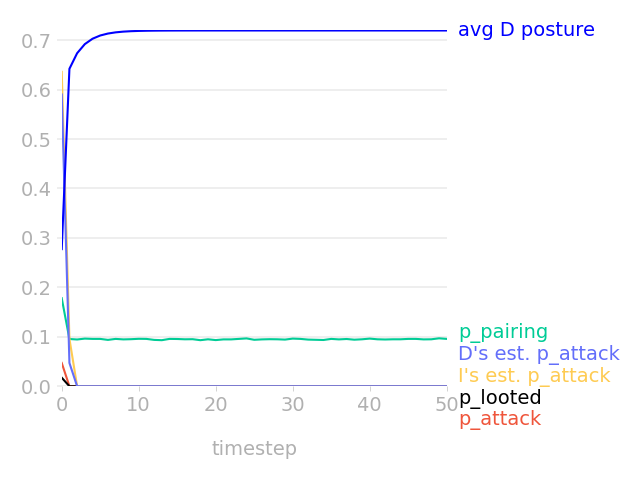 avg D posture
0.7
0.6
0.5
0.4
0.3
0.2
0.1
0.0
p_pairing
D's est. p_attack
I's est. p_attack
p_looted
p_attack
0 10 20 30 40 50
timestep